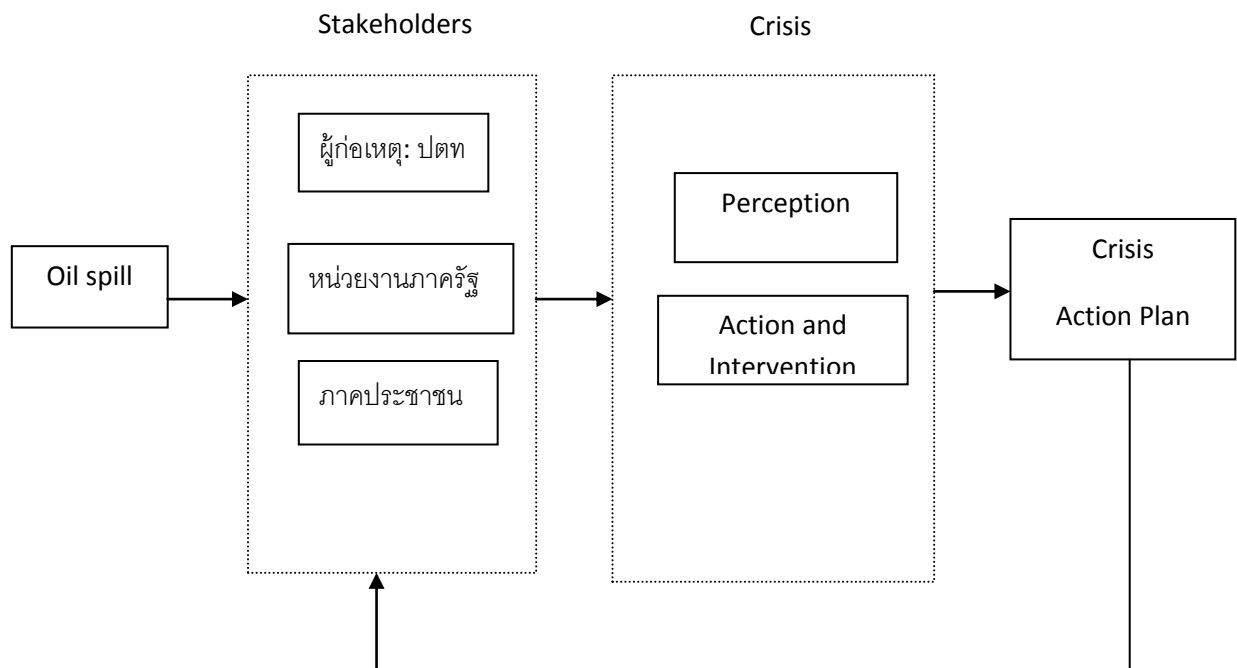 Stakeholders
Crisis
ผู้ก่อเหตุ: ปตท
Perception
Oil spill
หน่วยงานภาครัฐ
Action and
Intervention
Crisis
Action Plan
ภาคประชาชน